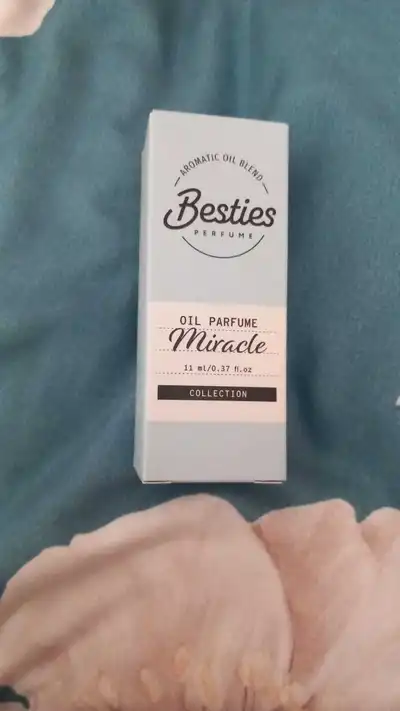 AROMATIC OIL BLEND
Besties
PERFUME
OIL PARFUME
Miracle
11 ml/0.37 fl.oz
COLLECTION